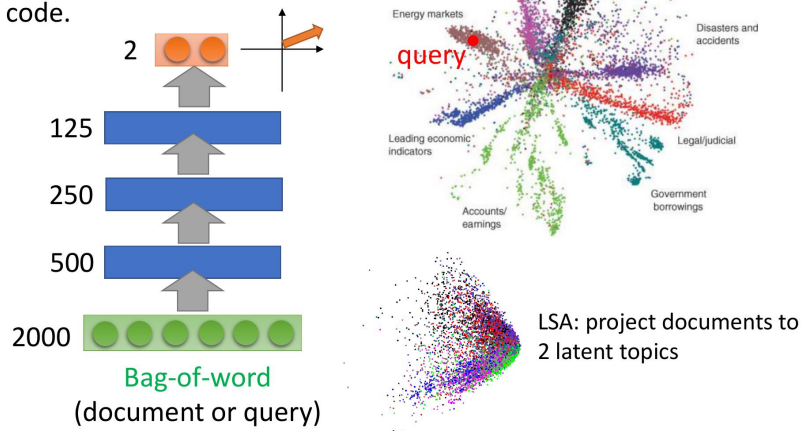 code.
2
125
250
500
2000
Bag-of-word
(document or query)
Energy markets
query
Disasters and
accidents
Leading economic
indicators
Legal/judicial
Government
borrowings
Accounts/
earnings
LSA: project documents to
2 latent topics